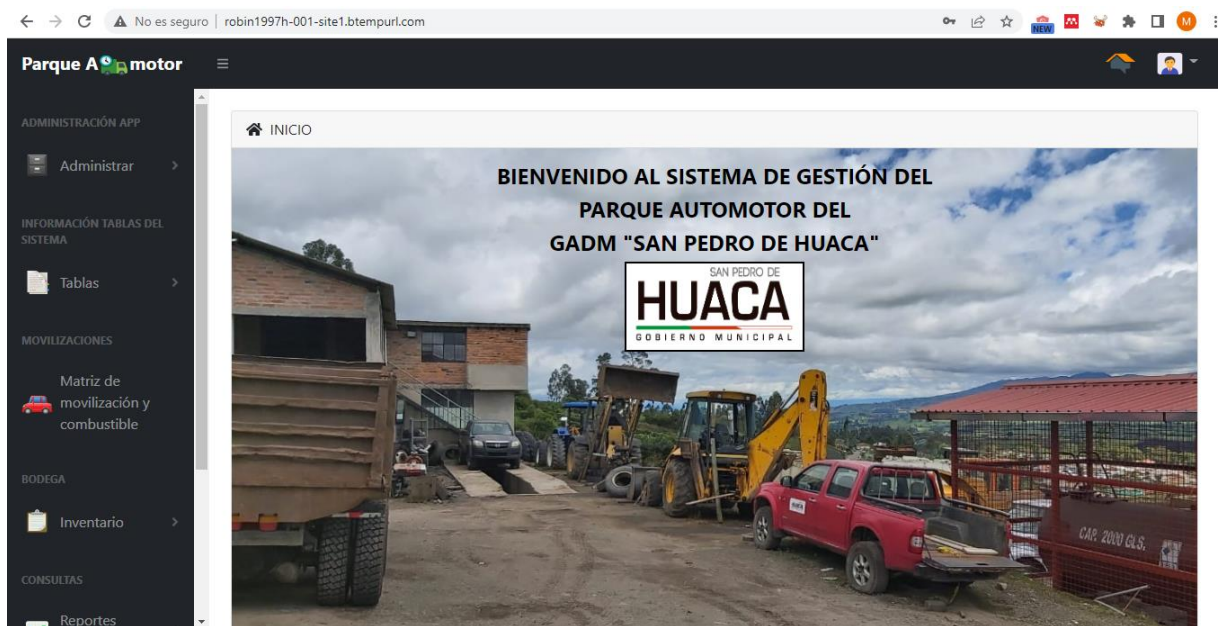 No es seguro | robin1997h-001-site1.btempurl.com
NEW
M
Parque A motor
ADMINISTRACIÓN APP
Administrar
INFORMACIÓN TABLAS DEL
SISTEMA
Tablas
MOVILIZACIONES
Matriz de
movilización y
combustible
BODEGA
Inventario
CONSULTAS
Reportes
INICIO
BIENVENIDO AL SISTEMA DE GESTIÓN DEL
PARQUE AUTOMOTOR DEL
GADM "SAN PEDRO DE HUACA"
SAN PEDRO DE
HUACA
GOBIERNO MUNICIPAL
CAP. 2000 GLS.